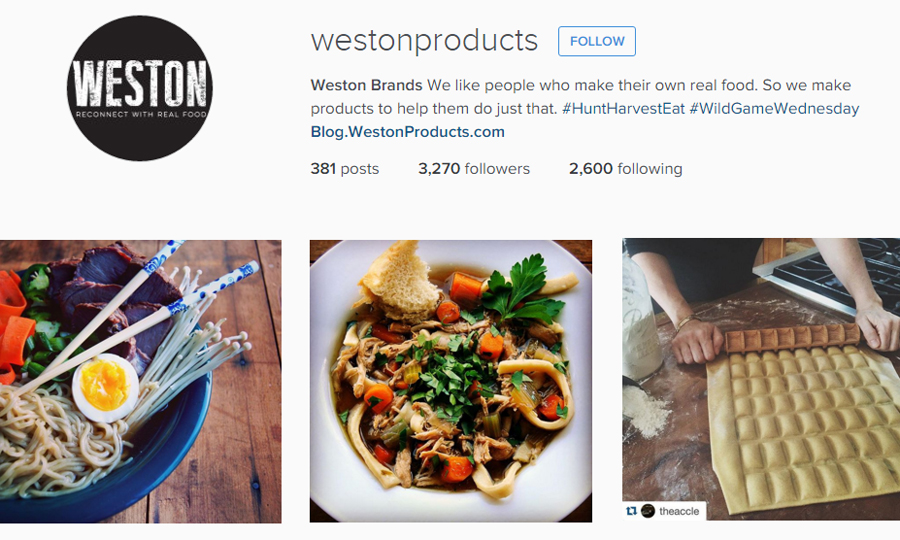 WESTON
RECONNECT WITH REAL FOOD
westonproducts
FOLLOW
Weston Brands We like people who make their own real food. So we make
products to help them do just that. #HuntHarvestEat #WildGameWednesday
Blog.WestonProducts.com
381 posts 3,270 followers 2,600 following
theaccle